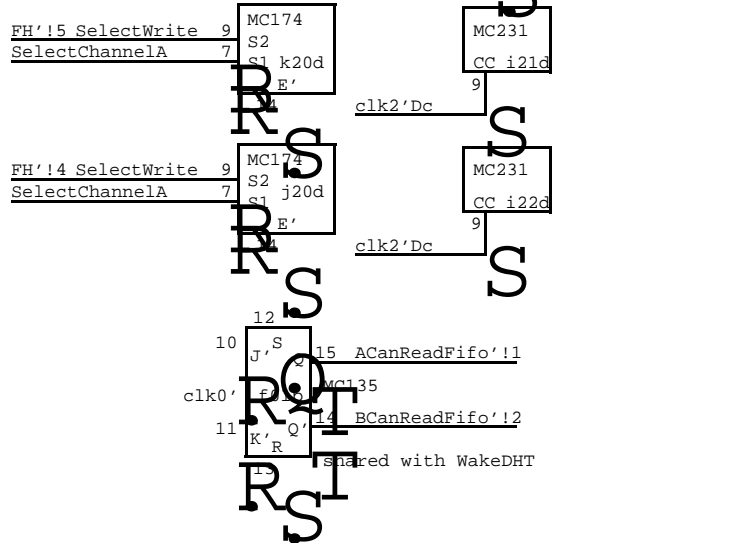 S
MC174
MC231
FH'!5 SelectWrite 9
S2
SelectChannelA 7
S1 k20d
CC i21d
E'
9
14
clk2'Dc
R
R
S
S
MC174
MC231
FH'!4 SelectWrite 9
S2
SelectChannelA 7
j20d
S1
CC i22d
E'
9
14
clk2'Dc
R
R
S
S
12
10
S
J'
Q
15 ACanReadFifo'!1
MC135
clk0'
Q
R
T
14 BCanReadFifo'!2
11
K'
Q'
R
13
shared with WakeDHT
R
T
S